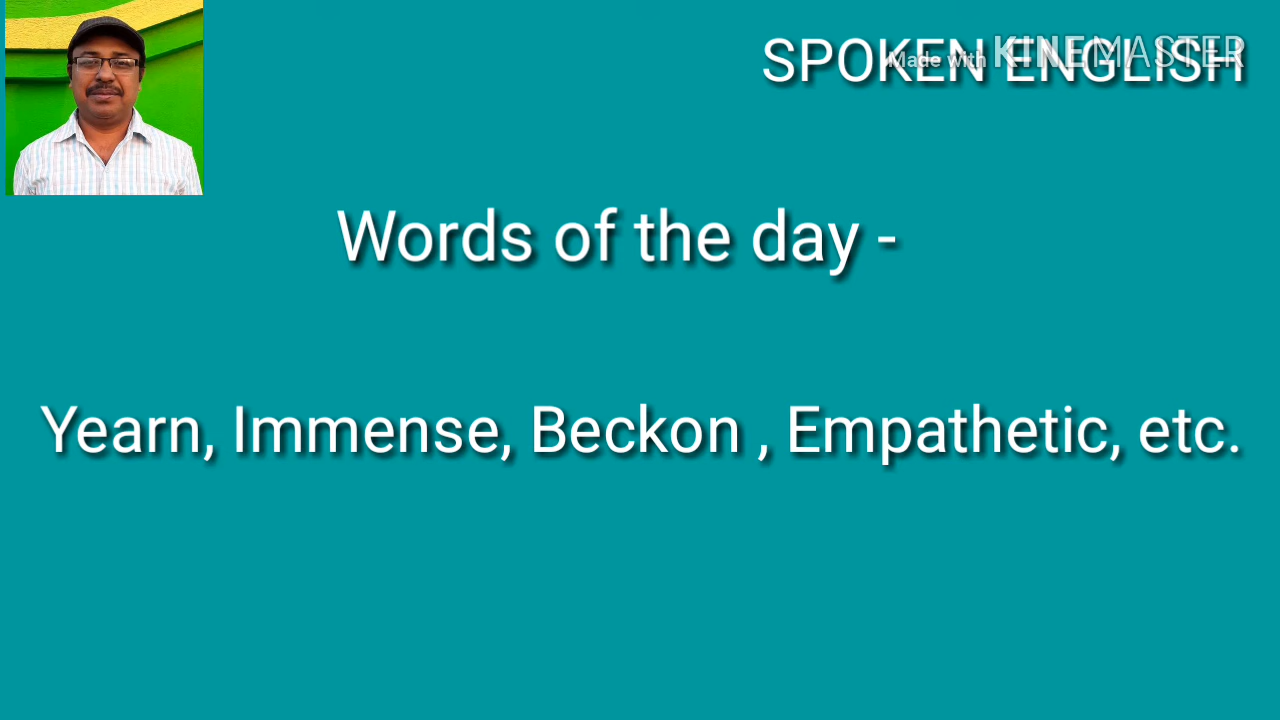 SPOKEN ENGLISH
Made with KINEMASTER
Words of the day -
Yearn, Immense, Beckon , Empathetic, etc.